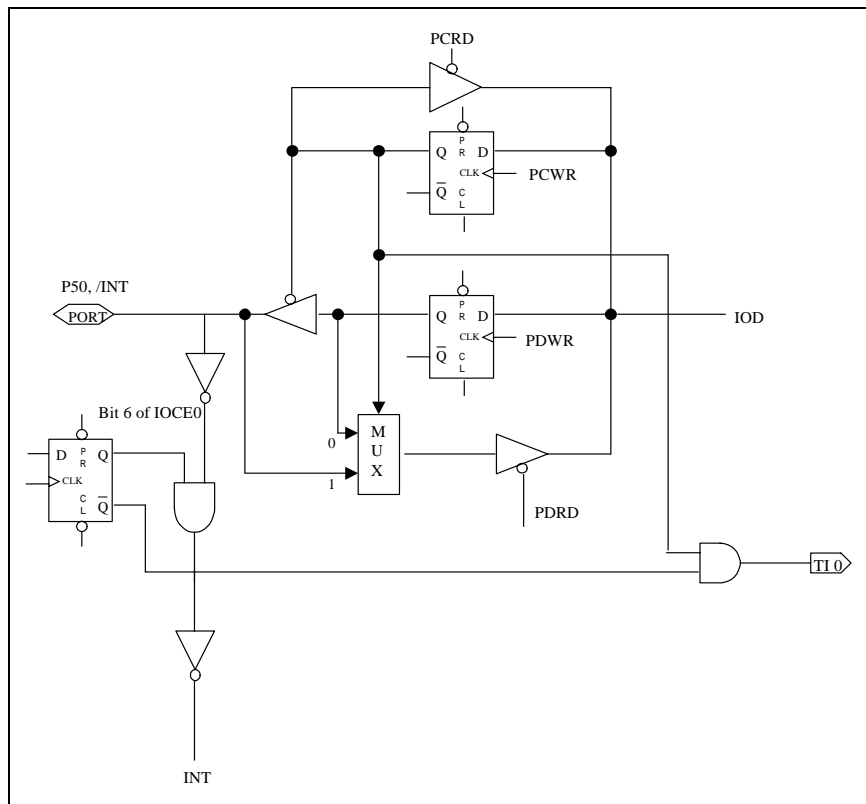 PCRD
P
R
Q
D
CLK
PCWR
Q
C
L
P50, /INT
PORT
P
R
Q
D
IOD
CLK
PDWR
Q
C
L
Bit 6 of IOCE0
M
U
X
0
1
D
P
R
Q
CLK
C
L
Q
PDRD
TI 0
INT